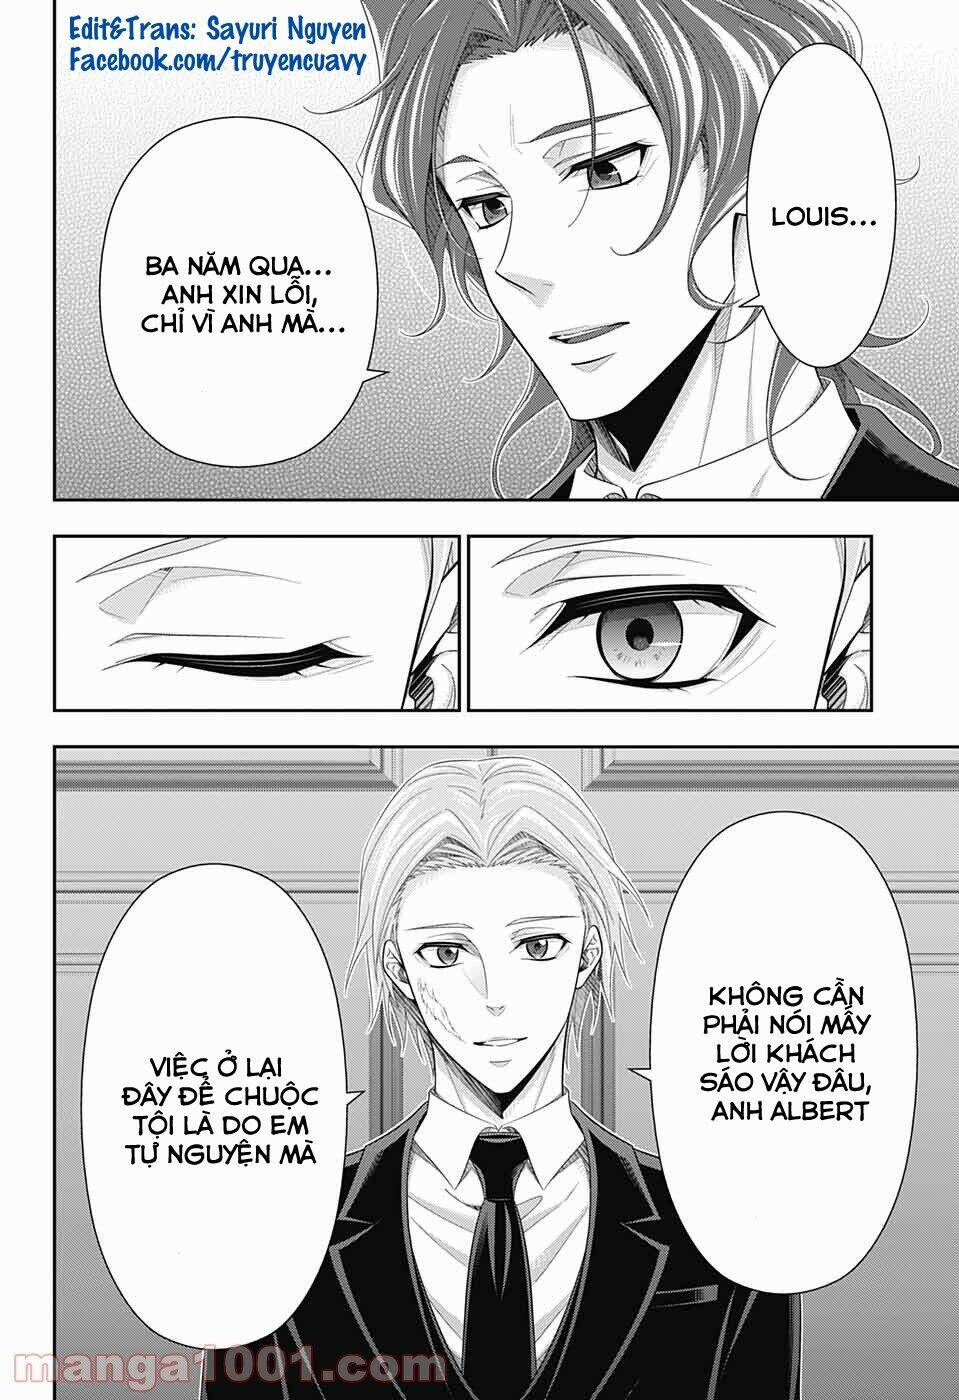 Edit&Trans: Sayuri Nguyen
Facebook.com/truyencuavy
LOUIS...
BA NĂM QUA...
ANH XIN LỖI,
CHỈ VÌ ANH MÀ...
KHÔNG CẦN
PHẢI NÓI MẤY
LỜI KHÁCH
SÁO VẬY ĐÂU,
ANH ALBERT
VIỆC Ở LẠI
ĐÂY ĐỂ CHUỘC
TỘI LÀ DO EM
TỰ NGUYỆN MÀ
manga1001.com